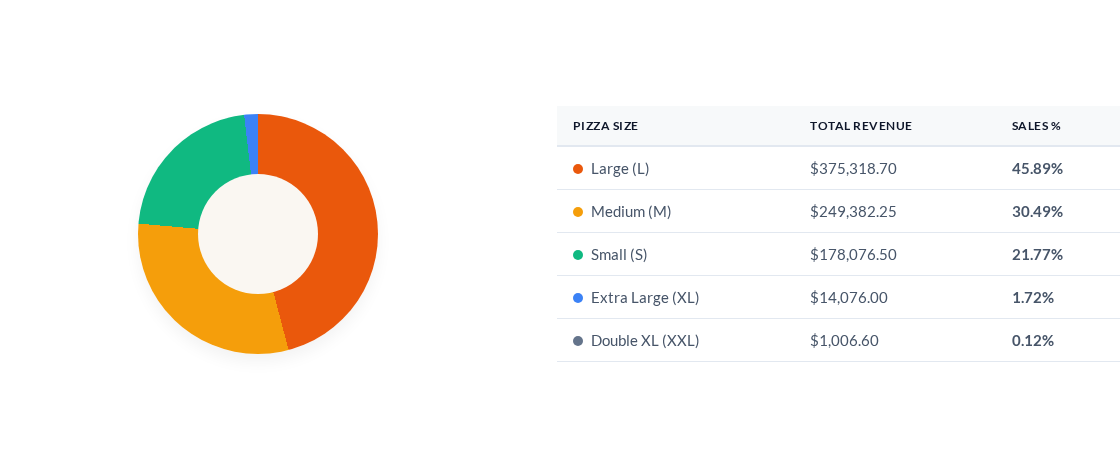 PIZZA SIZE TOTAL REVENUE SALES %
Large (L) $375,318.70 45.89%
Medium (M) $249,382.25 30.49%
Small (S) $178,076.50 21.77%
Extra Large (XL) $14,076.00 1.72%
Double XL (XXL) $1,006.60 0.12%